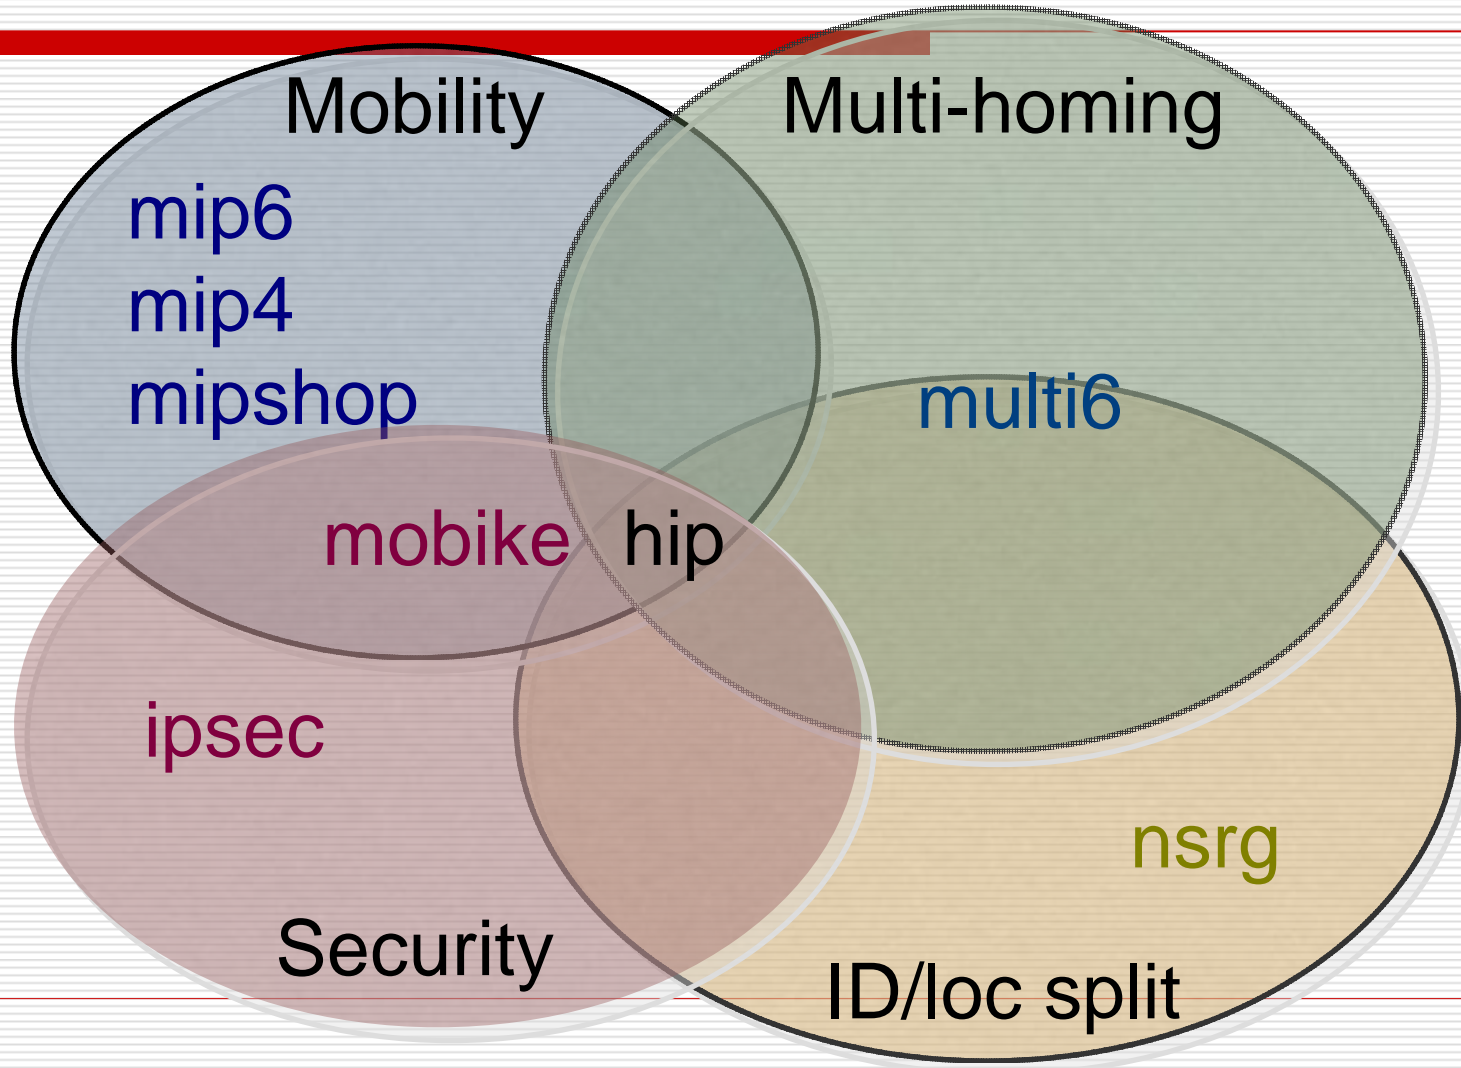 Mobility
Multi-homing
mip6
mip4
mipshop
multi6
mobike hip
ipsec
nsrg
Security
ID/loc split